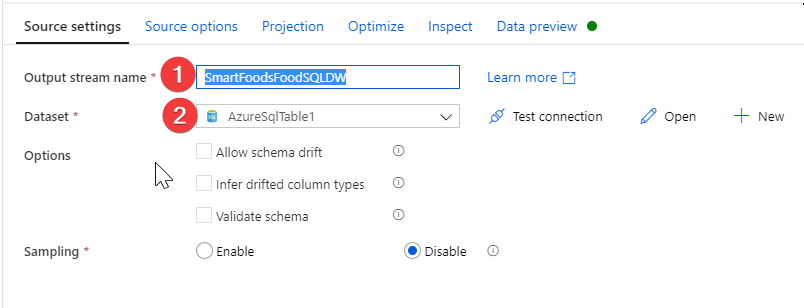 Source settings Source options Projection Optimize Inspect Data preview
Output stream name * 1 SmartFoodsFoodSQLDW Learn more
Dataset * 2 AzureSqlTable1 Test connection Open New
Options Allow schema drift
Infer drifted column types
Validate schema
Sampling * Enable Disable